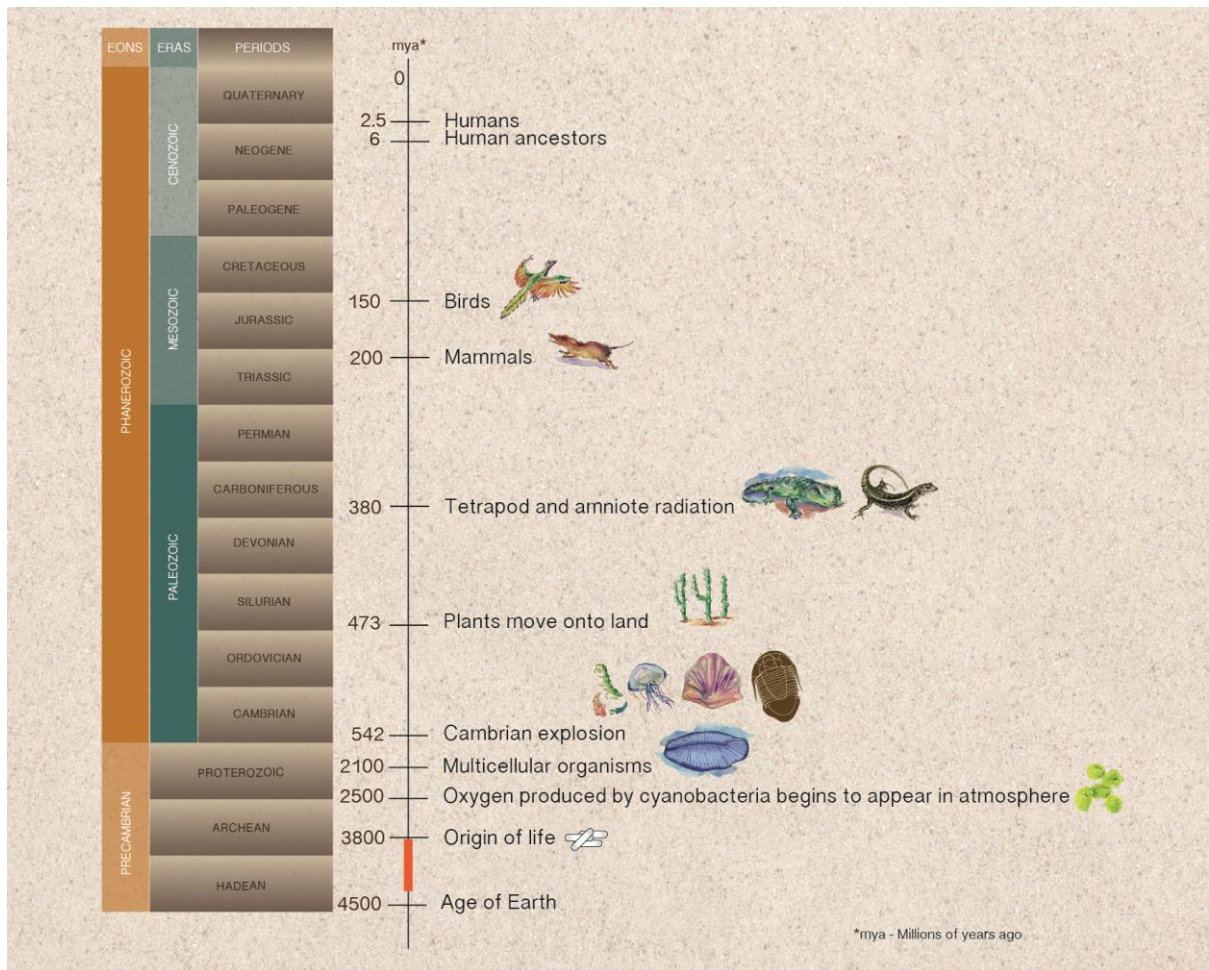 EONS ERAS PERIODS
mya*
0
QUATERNARY
2.5 Humans
6 Human ancestors
CENOZOIC
NEOGENE
PALEOGENE
CRETACEOUS
150 Birds
MESOZOIC
JURASSIC
200 Mammals
TRIASSIC
PHANEROZOIC
PERMIAN
CARBONIFEROUS
380 Tetrapod and amniote radiation
DEVONIAN
PALEOZOIC
SILURIAN
473 Plants move onto land
ORDOVICIAN
CAMBRIAN
542 Cambrian explosion
PROTEROZOIC
2100 Multicellular organisms
2500 Oxygen produced by cyanobacteria begins to appear in atmosphere
PRECAMBRIAN
ARCHEAN
3800 Origin of life
HADEAN
4500 Age of Earth
*mya - Millions of years ago